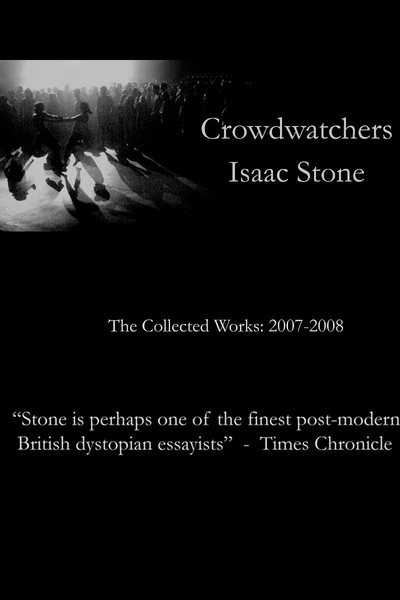 Crowdwatchers
Isaac Stone
The Collected Works: 2007-2008
“Stone is perhaps one of the finest post-modern
British dystopian essayists” - Times Chronicle